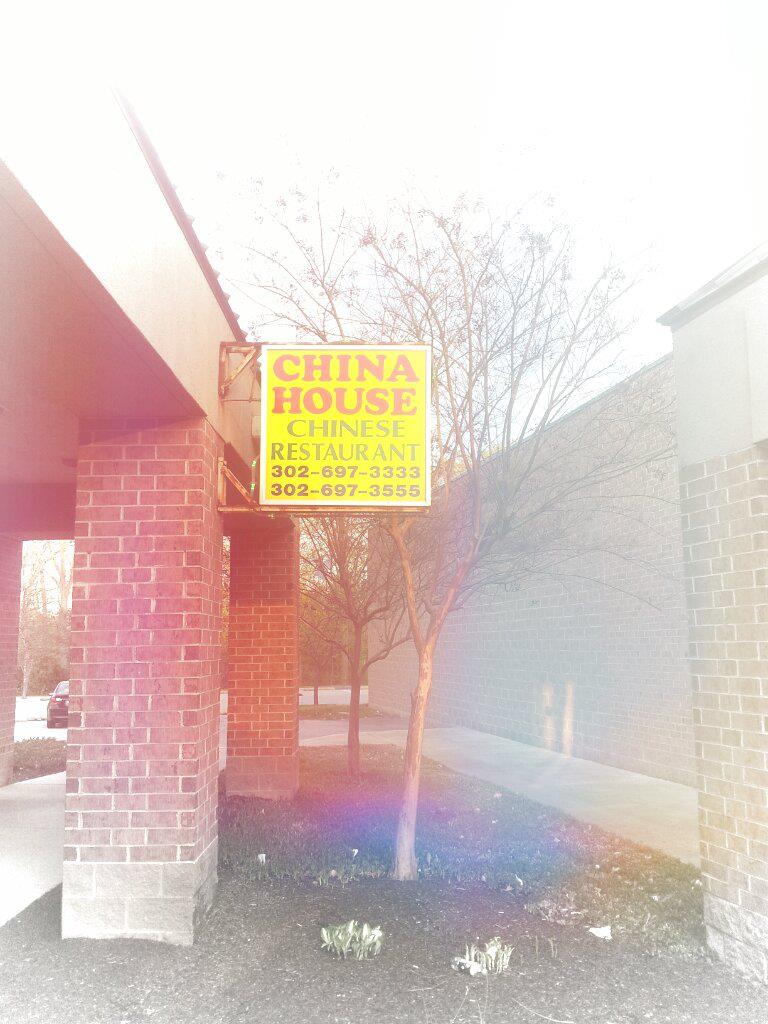 CHINA
HOUSE
CHINESE
RESTAURANT
302-697-3333
302-697-3555